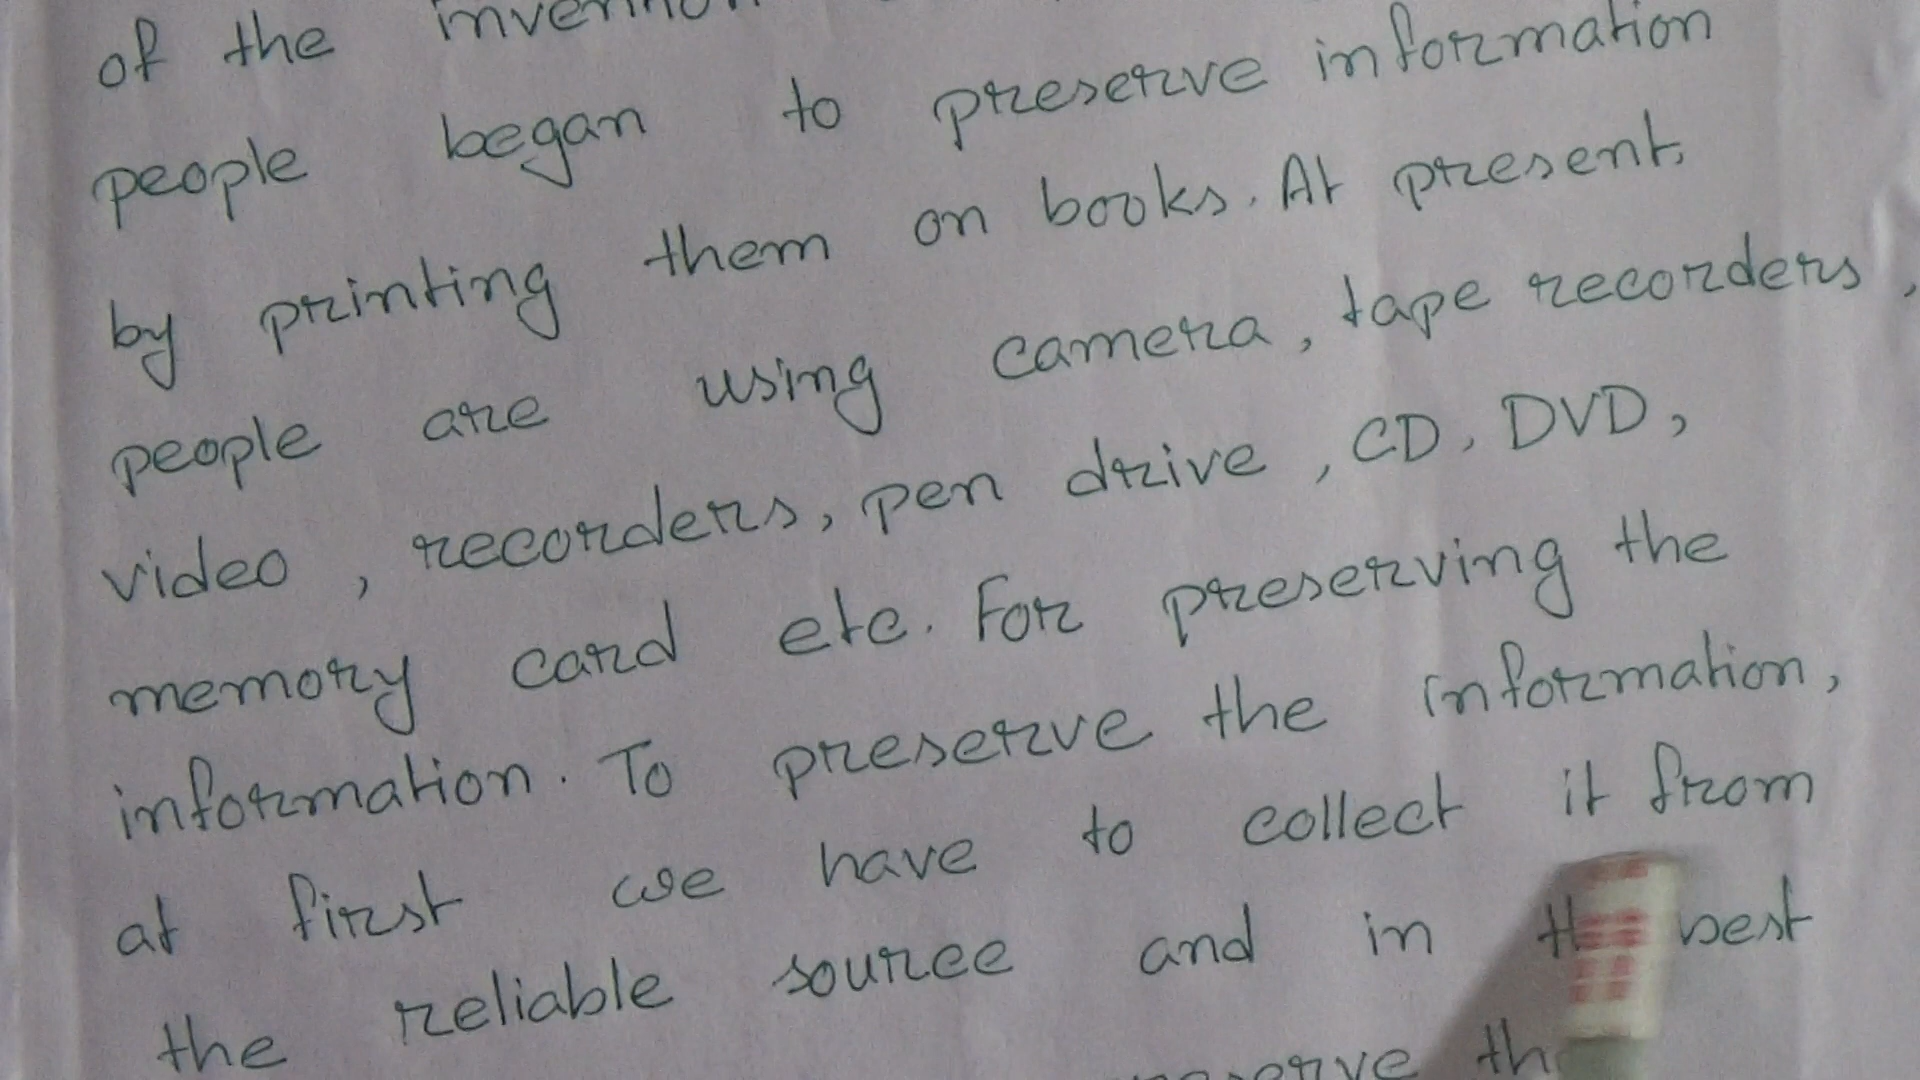 of the invention
people began to preserve information
by printing them on books. At present,
people are using camera, tape recorders,
video, recorders, pen drive, CD, DVD,
memory card etc. For preserving the
information. To preserve the information,
at first we have to collect it from
the reliable source and in best